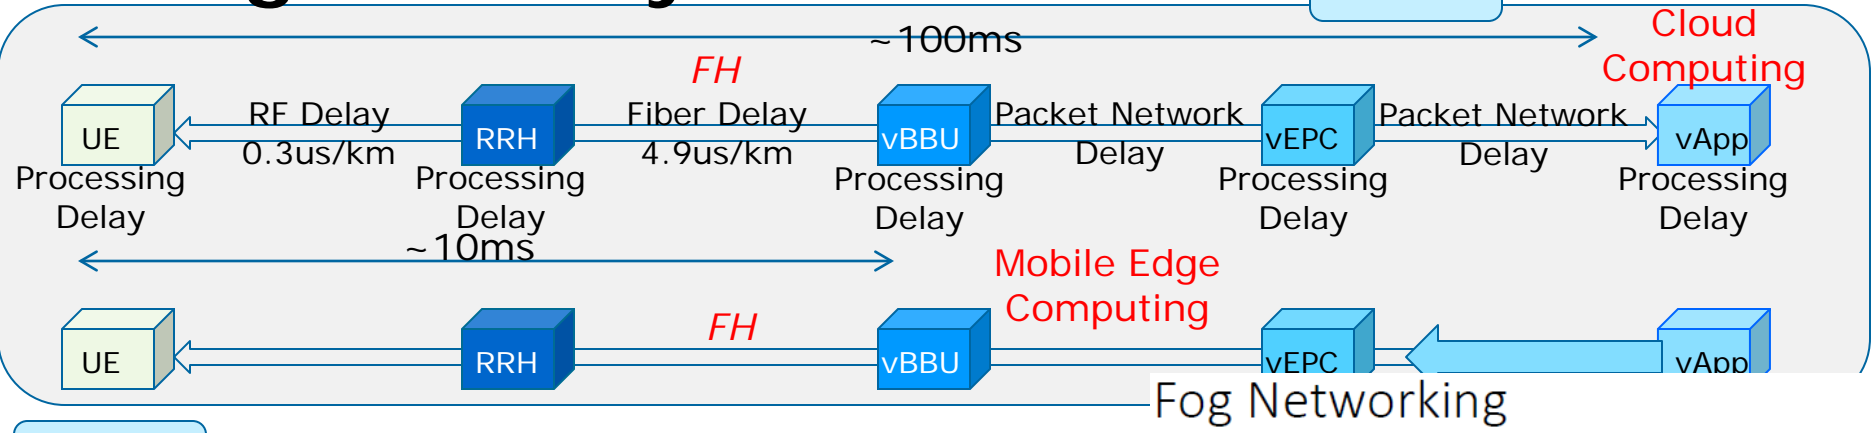 ~100ms
Cloud
Computing
FH
UE
RF Delay
0.3us/km
RRH
Fiber Delay
4.9us/km
vBBU
Packet Network
Delay
vEPC
Packet Network
Delay
vApp
Processing
Delay
Processing
Delay
Processing
Delay
Processing
Delay
Processing
Delay
~10ms
Mobile Edge
Computing
FH
UE
RRH
vBBU
vEPC
vApp
Fog Networking